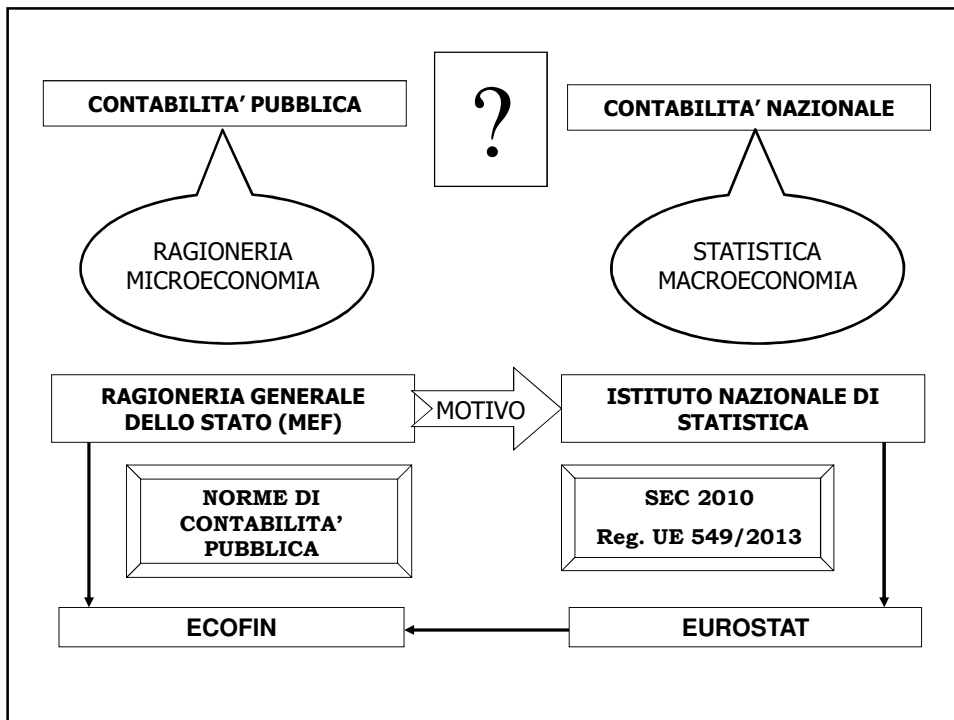 CONTABILITA’ PUBBLICA
?
CONTABILITA’ NAZIONALE
RAGIONERIA
MICROECONOMIA
STATISTICA
MACROECONOMIA
RAGIONERIA GENERALE
DELLO STATO (MEF)
MOTIVO
ISTITUTO NAZIONALE DI
STATISTICA
NORME DI
CONTABILITA’
PUBBLICA
SEC 2010
Reg. UE 549/2013
ECOFIN
EUROSTAT